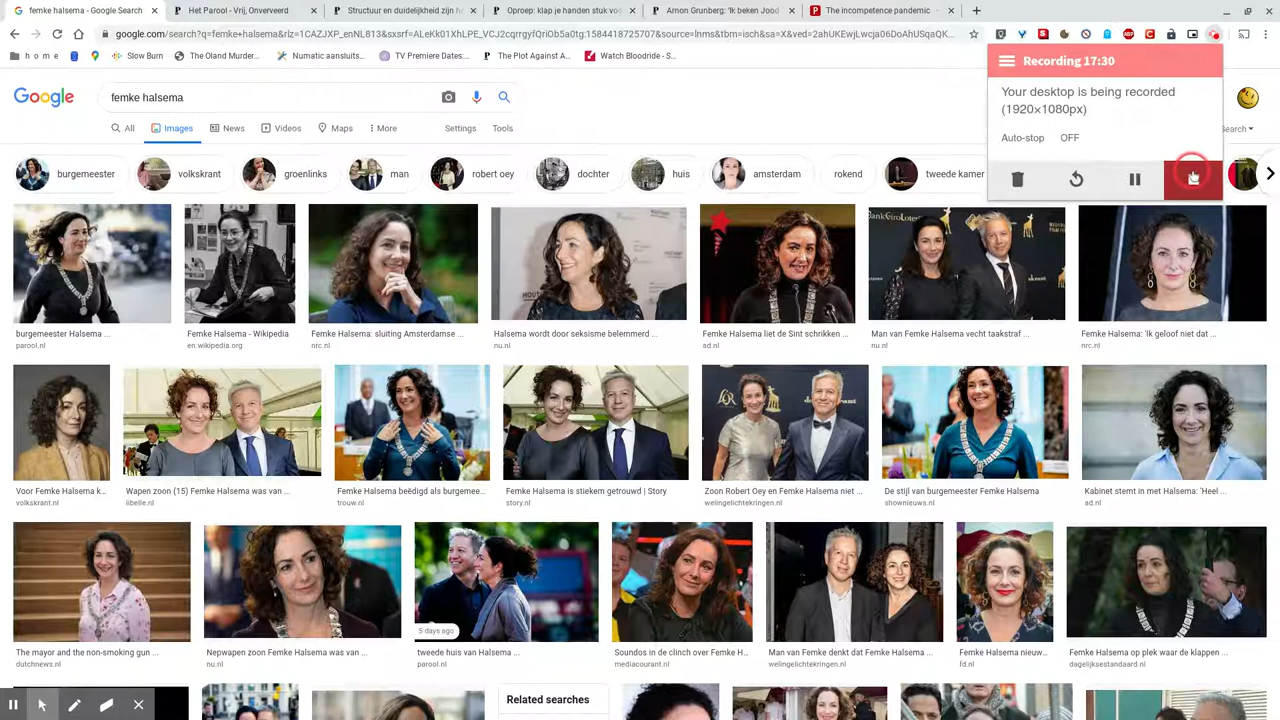 femke halsema - Google Search
Het Parool - Vrij, Onverveerd
Structuur en duidelijkheid zijn h
Oproep: klap je handen stuk vo
Arnon Grunberg: 'Ik beken Jood
The incompetence pandemic
google.com/search?q=femke+halsema&rlz=1CAZJXP_enNL813&sxsrf=ALeKk01XhLPE_VCJ2cqrrgyfQriOb5a0tg:1584418725707&source=lnms&tbm=isch&sa=X&ved=2ahUKEwjLwcja06DoAhUSqaQK...
h o m e
Slow Burn
The Oland Murder...
Numatic aansuitst...
TV Premiere Dates:...
The Plot Against A...
Watch Bloodride - S...
Recording 17:30
Your desktop is being recorded
(1920×1080px)
Auto-stop OFF
Google
femke halsema
All
Images
News
Videos
Maps
More
Settings
Tools
Search
burgemeester
volkskrant
groenlinks
man
robert oey
dochter
huis
amsterdam
rokend
tweede kamer
burgemeester Halsema ...
parool.nl
Femke Halsema - Wikipedia
en.wikipedia.org
Femke Halsema: sluiting Amsterdamse ...
nrc.nl
Halsema wordt door seksisme belemmerd ...
nu.nl
Femke Halsema liet de Sint schrikken ...
ad.nl
Man van Femke Halsema vecht taakstraf ...
nu.nl
Femke Halsema: 'Ik geloof niet dat ...
nrc.nl
Voor Femke Halsema k...
volkskrant.nl
Wapen zoon (15) Femke Halsema was van ...
libelle.nl
Femke Halsema beëdigd als burgemee...
trouw.nl
Femke Halsema is stiekem getrouwd | Story
story.nl
Zoon Robert Oey en Femke Halsema niet ...
welingelichtekringen.nl
De stijl van burgemeester Femke Halsema
shownieuws.nl
Kabinet stemt in met Halsema: 'Heel ...
ad.nl
The mayor and the non-smoking gun ...
dutchnews.nl
Nepwapen zoon Femke Halsema was van ...
nu.nl
5 days ago
tweede huis van Halsema ...
parool.nl
Soundos in de clinch over Femke H...
mediacourant.nl
Man van Femke denkt dat Femke Halsema ...
welingelichtekringen.nl
Femke Halsema nieuw...
fd.nl
Femke Halsema op plek waar de klappen ...
dagelijksestandaard.nl
Related searches